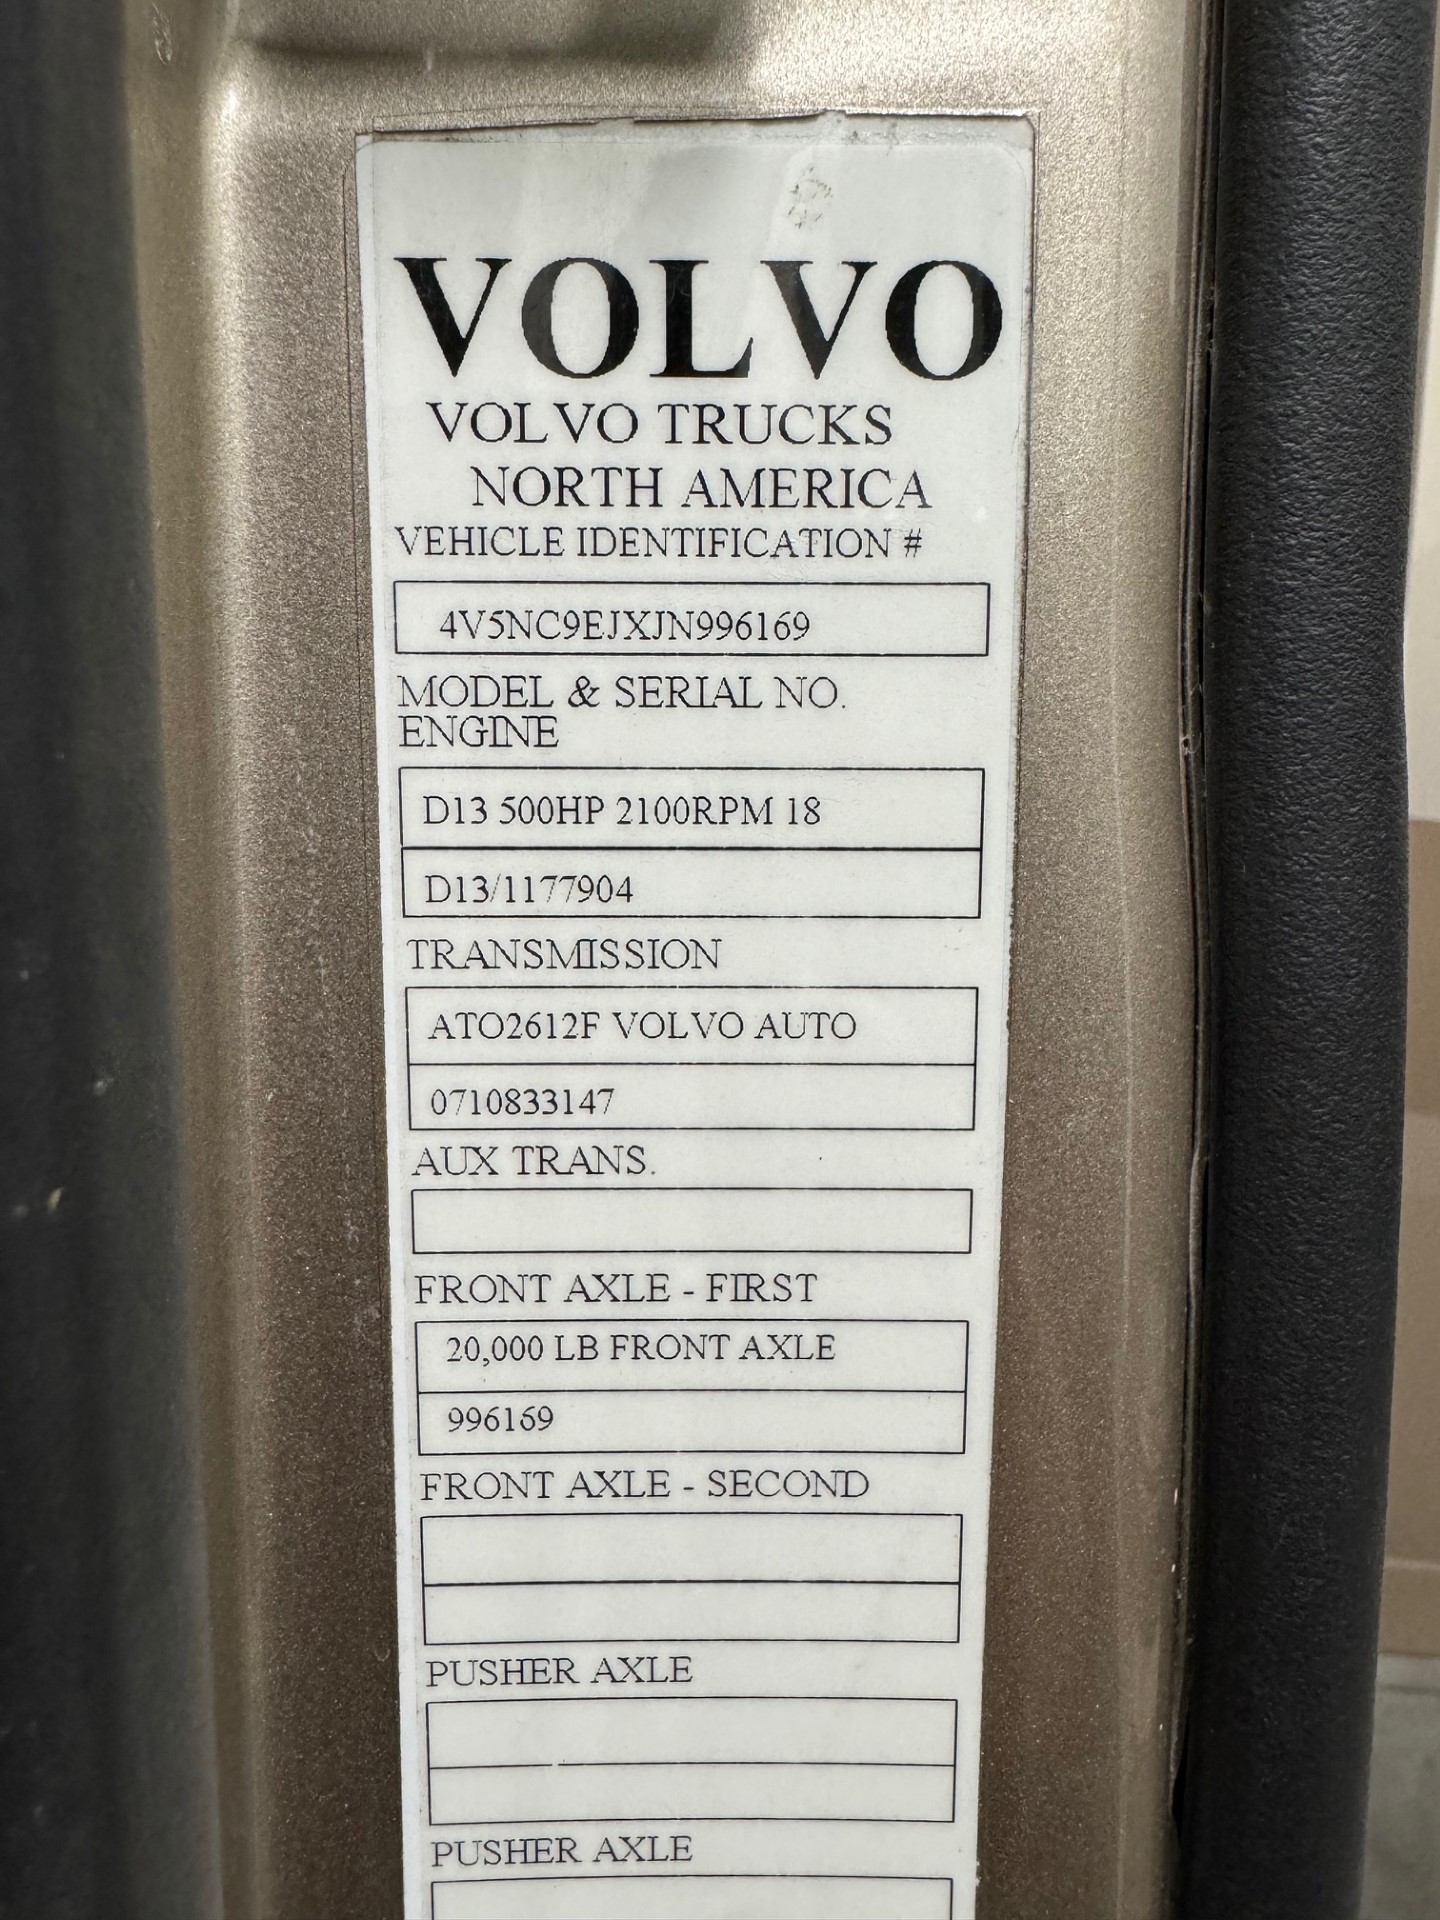 VOLVO
VOLVO TRUCKS
NORTH AMERICA
VEHICLE IDENTIFICATION #
4V5NC9EJXJN996169
MODEL & SERIAL NO.
ENGINE
D13 500HP 2100RPM 18
D13/1177904
TRANSMISSION
ATO2612F VOLVO AUTO
0710833147
AUX TRANS.
FRONT AXLE - FIRST
20,000 LB FRONT AXLE
996169
FRONT AXLE - SECOND
PUSHER AXLE
PUSHER AXLE